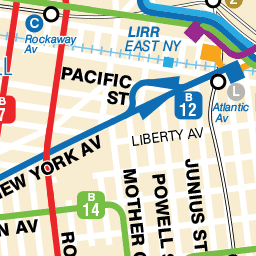 2
C
Rockaway
Av
LIRR
EAST NY
PACIFIC
ST
L
Atlantic
Av
B
12
B
7
LIBERTY AV
NEW YORK AV
B
14
MOTHER
POWELL S
JUNIUS ST
N AV
RO